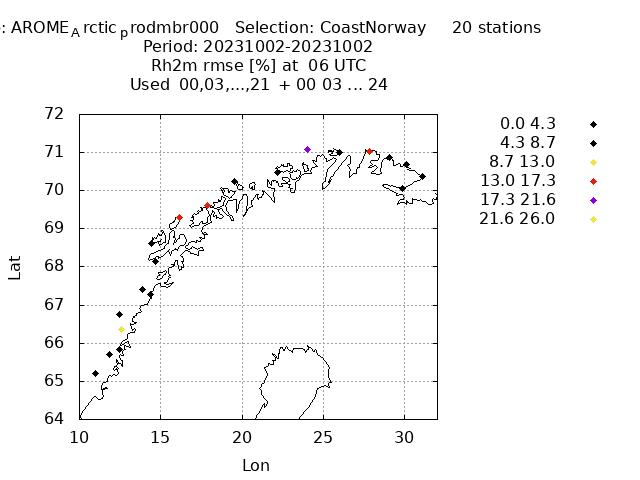 : AROME_Arctic_prodmbr000 Selection: CoastNorway 20 stations
Period: 20231002-20231002
Rh2m rmse [%] at 06 UTC
Used 00,03,...,21 + 00 03 ... 24
0.0 4.3
4.3 8.7
8.7 13.0
13.0 17.3
17.3 21.6
21.6 26.0
72
71
70
69
68
67
66
65
64
Lat
10 15 20 25 30
Lon